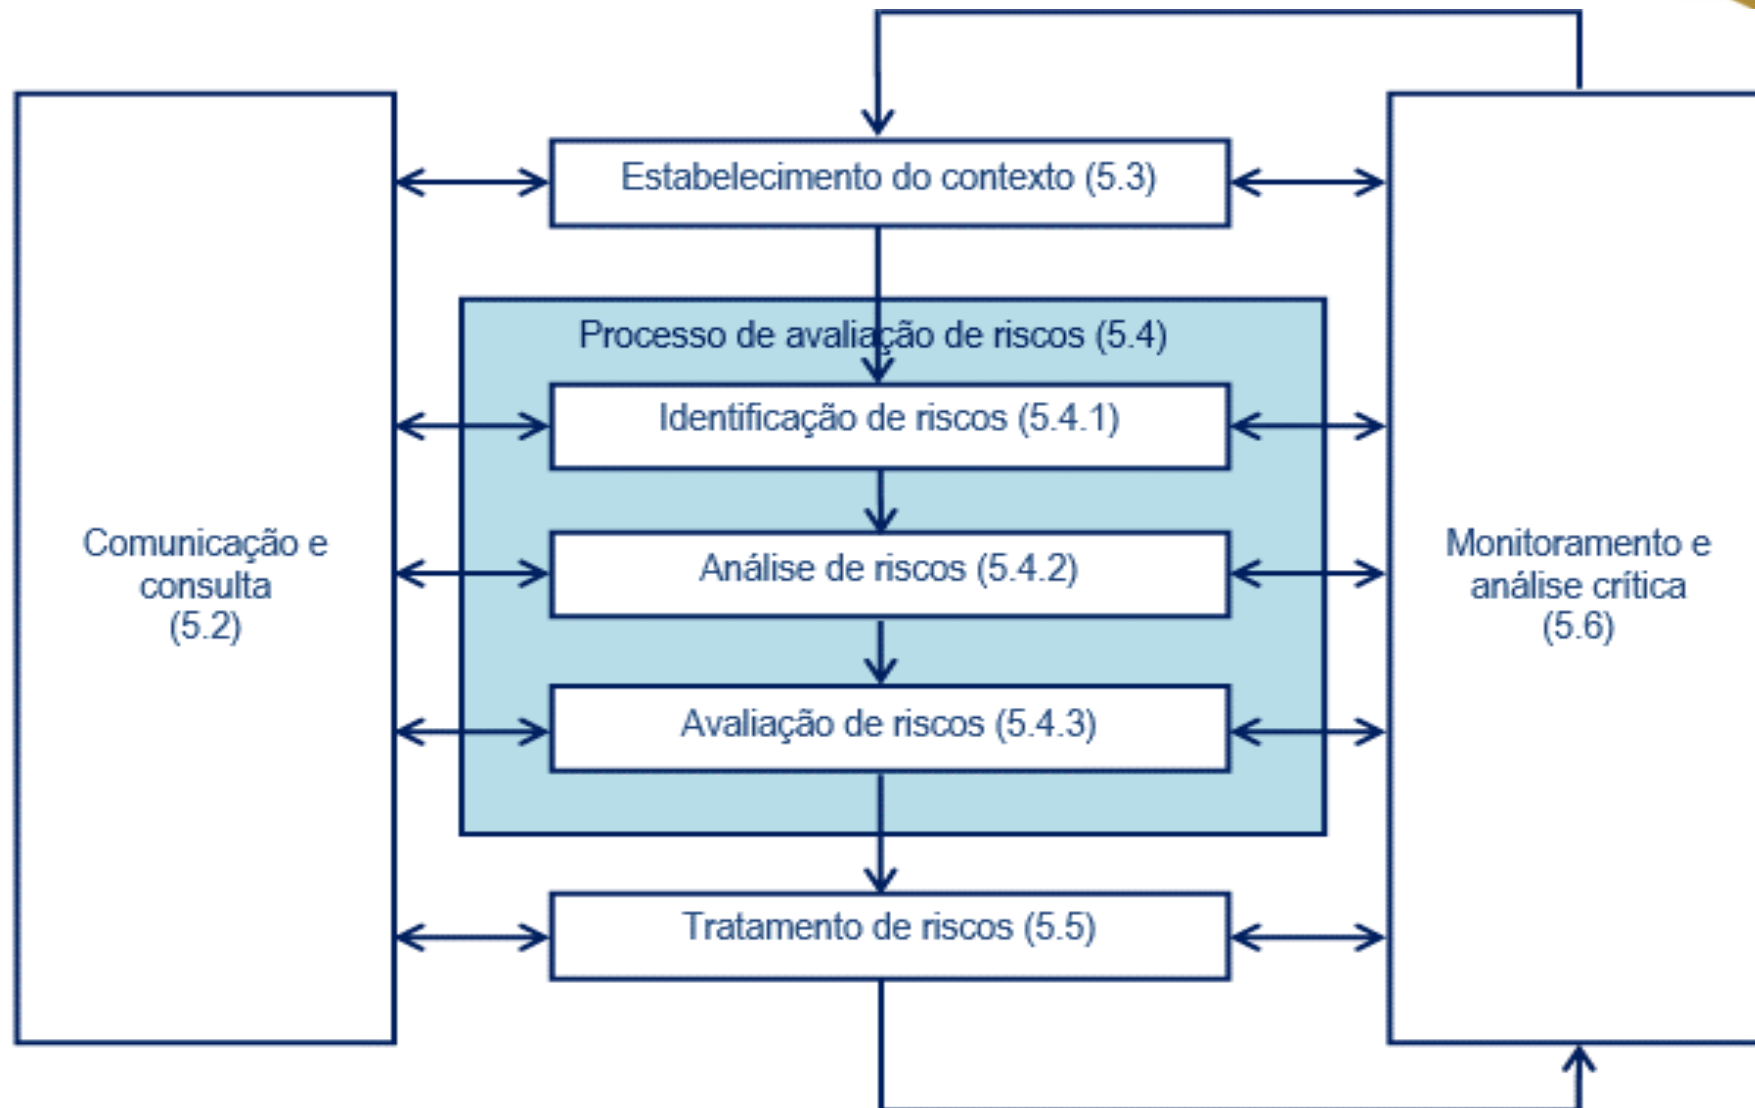 Estabelecimento do contexto (5.3)
Processo de avaliação de riscos (5.4)
Identificação de riscos (5.4.1)
Análise de riscos (5.4.2)
Avaliação de riscos (5.4.3)
Tratamento de riscos (5.5)
Comunicação e
consulta
(5.2)
Monitoramento e
análise crítica
(5.6)